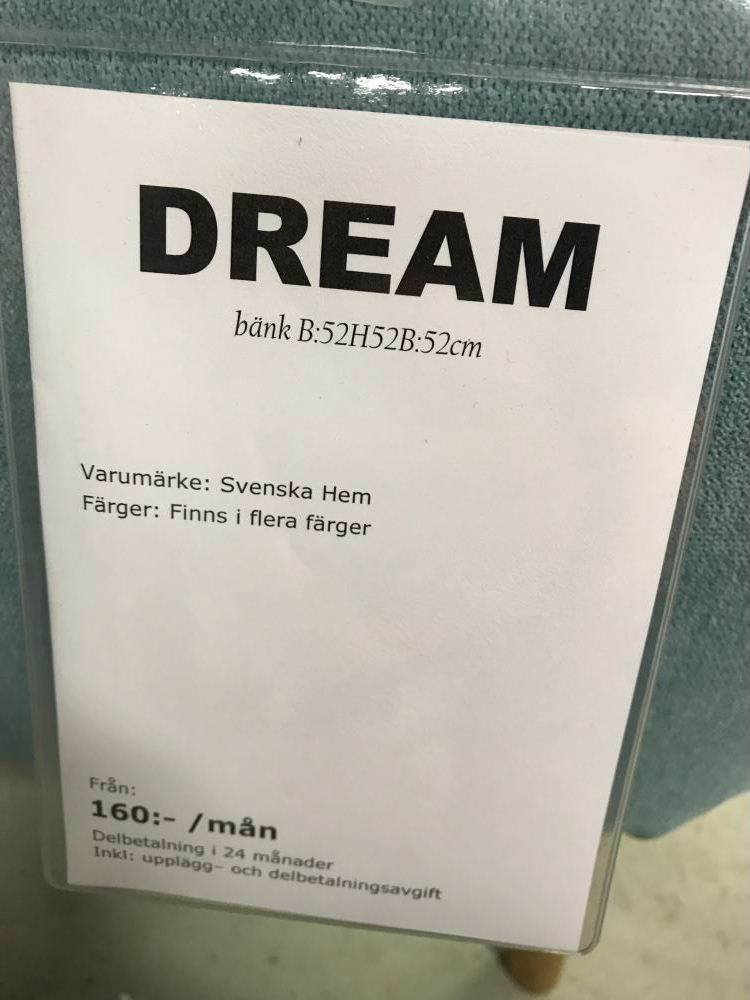 DREAM
bänk B:52H52B:52cm
Varumärke: Svenska Hem
Färger: Finns i flera färger
Från:
160:- /mån
Delbetalning i 24 månader
Inkl: upplägg- och delbetalningsavgift